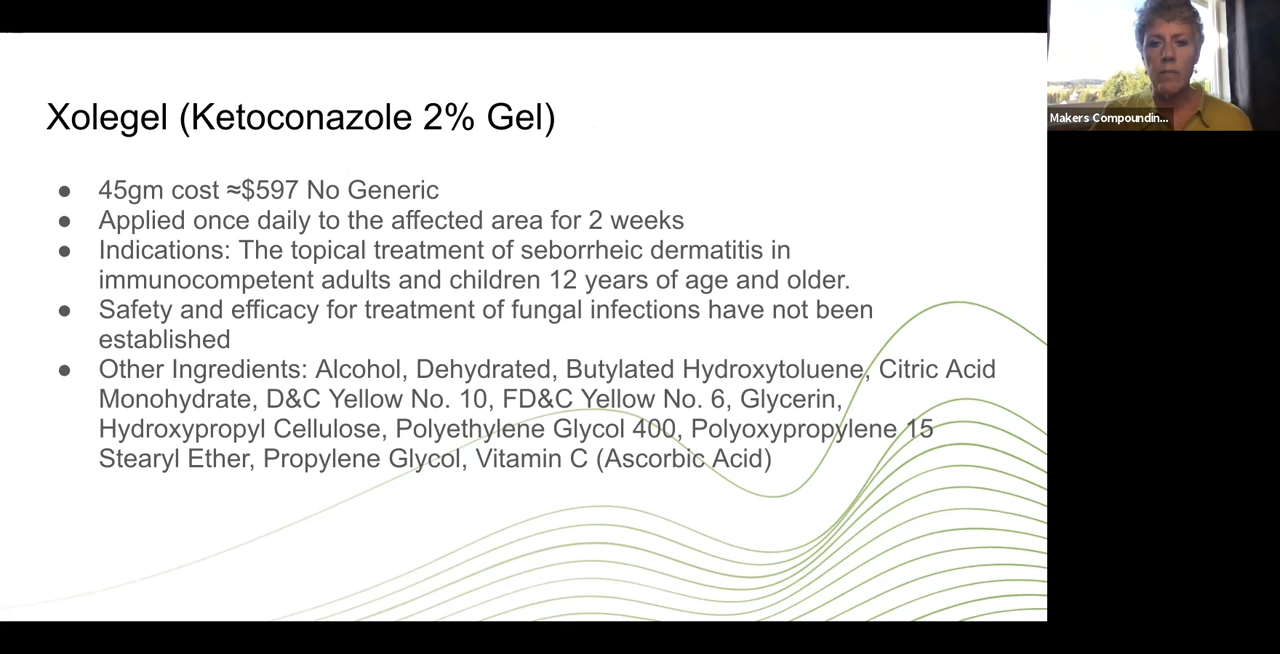 Xolegel (Ketoconazole 2% Gel)
● 45gm cost ≈$597 No Generic
● Applied once daily to the affected area for 2 weeks
● Indications: The topical treatment of seborrheic dermatitis in
immunocompetent adults and children 12 years of age and older.
● Safety and efficacy for treatment of fungal infections have not been
established
● Other Ingredients: Alcohol, Dehydrated, Butylated Hydroxytoluene, Citric Acid
Monohydrate, D&C Yellow No. 10, FD&C Yellow No. 6, Glycerin,
Hydroxypropyl Cellulose, Polyethylene Glycol 400, Polyoxypropylene 15
Stearyl Ether, Propylene Glycol, Vitamin C (Ascorbic Acid)
Makers Compoundin...